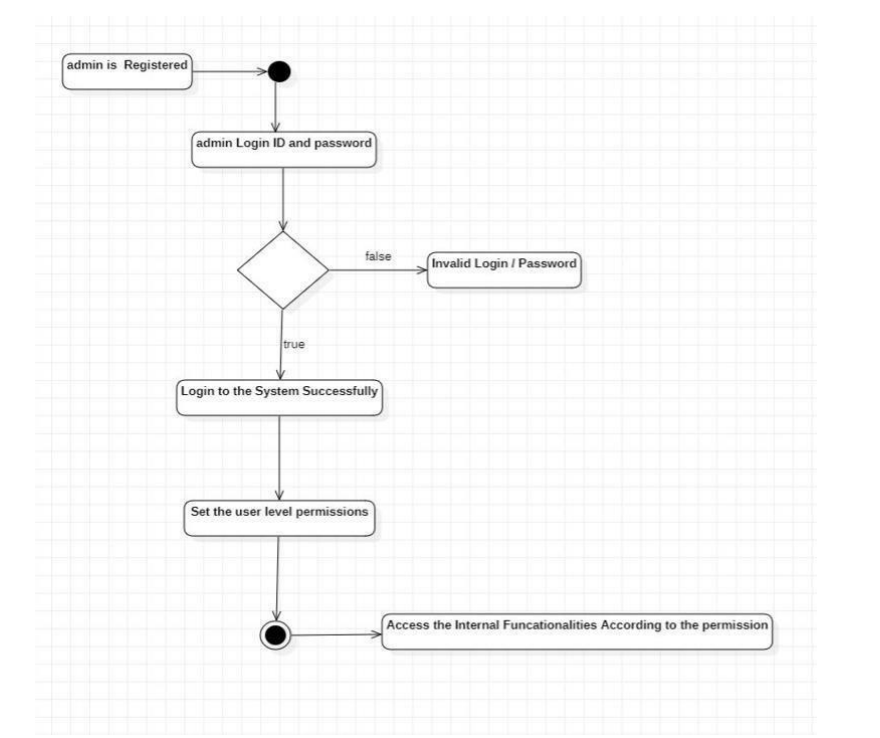 admin is  Registered
admin Login ID and password
false
Invalid Login / Password
true
Login to the System Successfully
Set the user level permissions
Access the Internal Funcationalities According to the permission